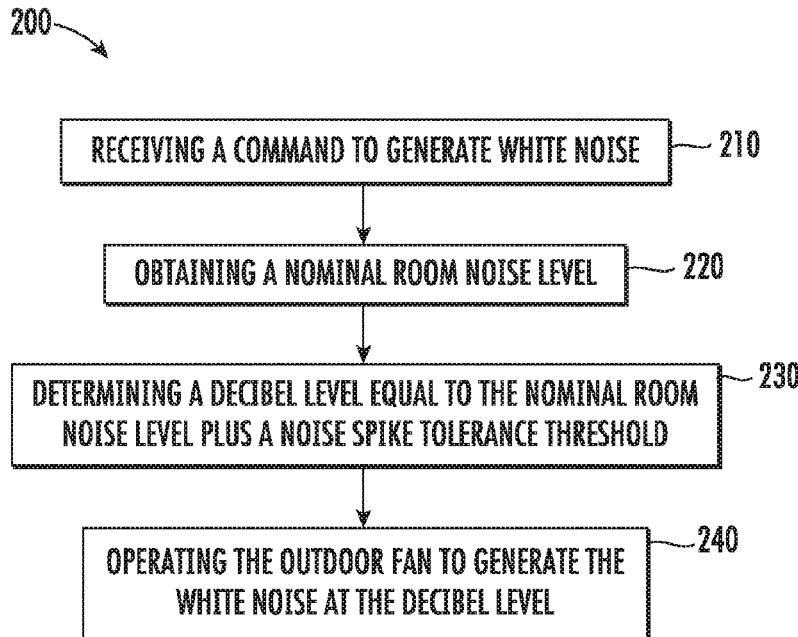 200
RECEIVING A COMMAND TO GENERATE WHITE NOISE
210
OBTAINING A NOMINAL ROOM NOISE LEVEL
220
DETERMINING A DECIBEL LEVEL EQUAL TO THE NOMINAL ROOM
NOISE LEVEL PLUS A NOISE SPIKE TOLERANCE THRESHOLD
230
OPERATING THE OUTDOOR FAN TO GENERATE THE
WHITE NOISE AT THE DECIBEL LEVEL
240